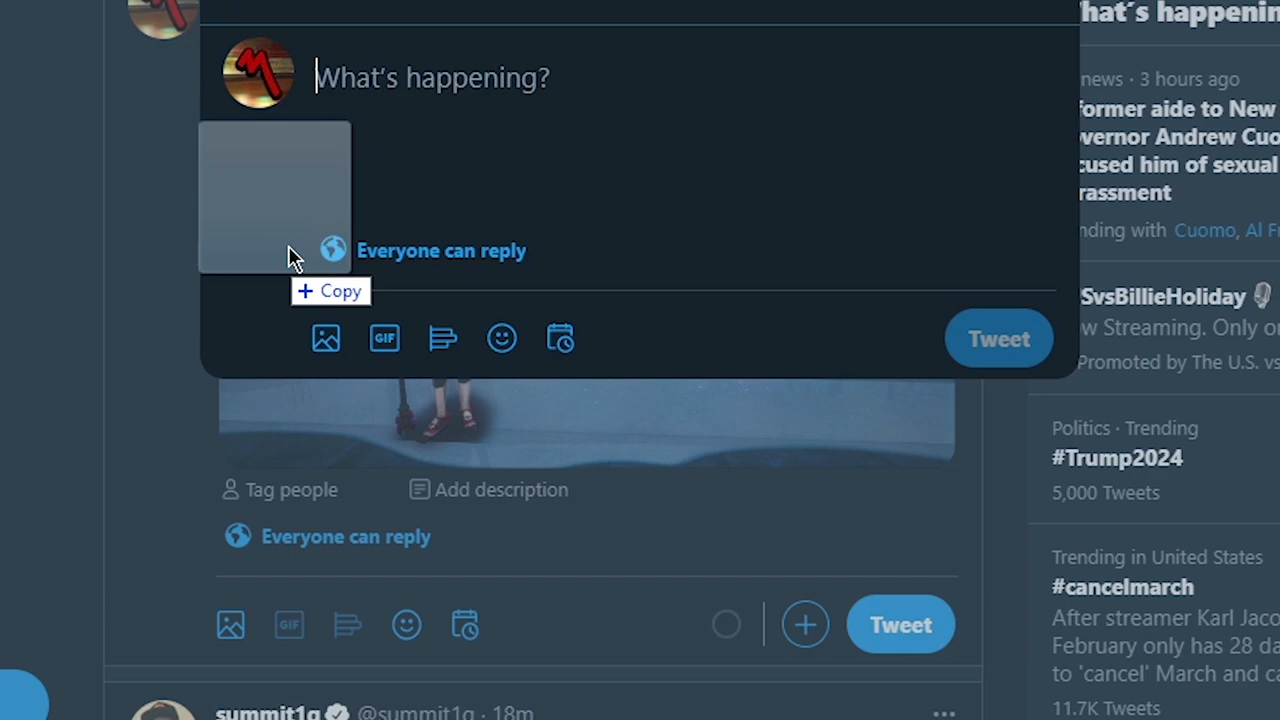 What's happening?
Everyone can reply
+ Copy
GIF
Tweet
Tag people
Add description
Everyone can reply
GIF
Tweet
summit1g @summit1g · 18m
hat's happenin
news · 3 hours ago
former aide to New
vernor Andrew Cuo
cused him of sexual
rassment
nding with Cuomo, Al Fr
SvsBillieHoliday
w Streaming. Only o
Promoted by The U.S. vs
Politics · Trending
#Trump2024
5,000 Tweets
Trending in United States
#cancelmarch
After streamer Karl Jaco
February only has 28 da
to 'cancel' March and ca
11.7K Tweets